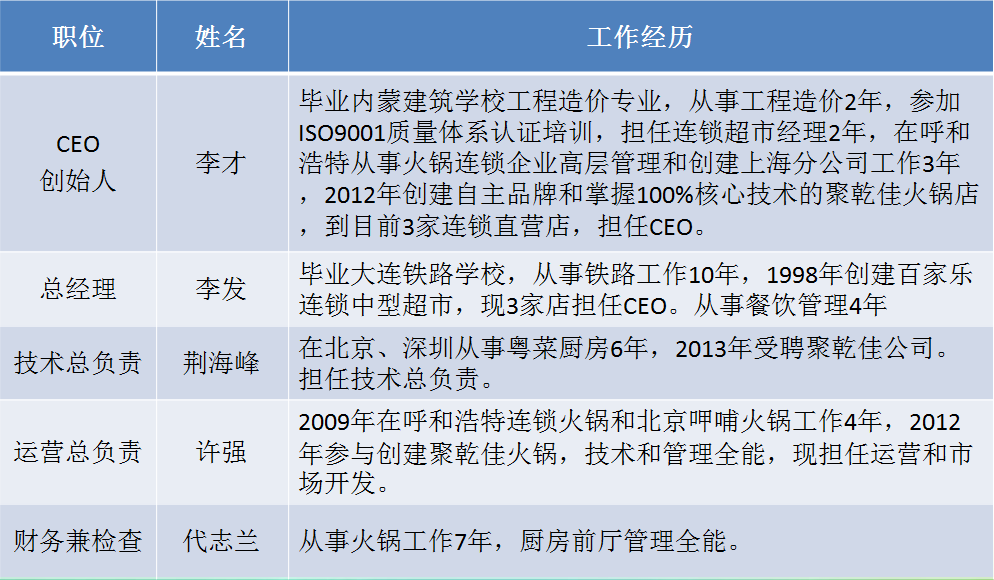 职位 姓名 工作经历
CEO
创始人
李才
毕业内蒙建筑学校工程造价专业，从事工程造价2年，参加
ISO9001质量体系认证培训，担任连锁超市经理2年，在呼和
浩特从事火锅连锁企业高层管理和创建上海分公司工作3年
，2012年创建自主品牌和掌握100%核心技术的聚乾佳火锅店
，到目前3家连锁直营店，担任CEO。
总经理
李发
毕业大连铁路学校，从事铁路工作10年，1998年创建百家乐
连锁中型超市，现3家店担任CEO。从事餐饮管理4年
技术总负责
荆海峰
在北京、深圳从事粤菜厨房6年，2013年受聘聚乾佳公司。
担任技术总负责。
运营总负责
许强
2009年在呼和浩特连锁火锅和北京呷哺火锅工作4年，2012
年参与创建聚乾佳火锅，技术和管理全能，现担任运营和市
场开发。
财务兼检查
代志兰
从事火锅工作7年，厨房前厅管理全能。